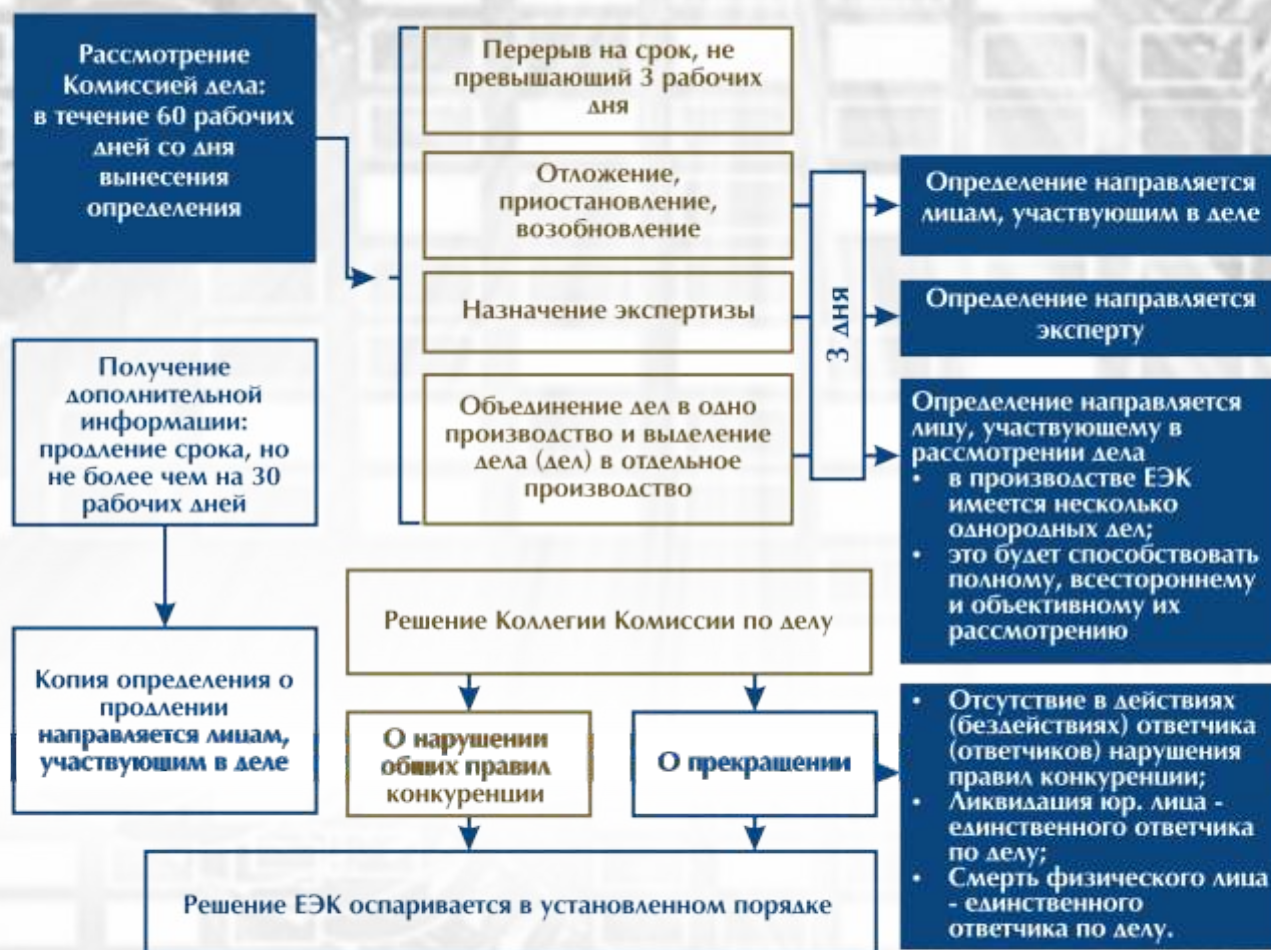 Рассмотрение
Комиссией дела:
в течение 60 рабочих
дней со дня
вынесения
определения
Перерыв на срок, не
превышающий 3 рабочих
дня
Отложение,
приостановление,
возобновление
Назначение экспертизы
Объединение дел в одно
производство и выделение
дела (дел) в отдельное
производство
3 дня
Определение направляется
лицам, участвующим в деле
Определение направляется
эксперту
Определение направляется
лицу, участвующему в
рассмотрении дела
• в производстве ЕЭК
имеется несколько
однородных дел;
• это будет способствовать
полному, всестороннему
и объективному их
рассмотрению
Получение
дополнительной
информации:
продление срока, но
не более чем на 30
рабочих дней
Копия определения о
продлении
направляется лицам,
участвующим в деле
Решение Коллегии Комиссии по делу
О нарушении
общих правил
конкуренции
О прекращении
• Отсутствие в действиях
(бездействиях) ответчика
(ответчиков) нарушения
правил конкуренции;
• Ликвидация юр. лица -
единственного ответчика
по делу;
• Смерть физического лица
- единственного
ответчика по делу.
Решение ЕЭК оспаривается в установленном порядке